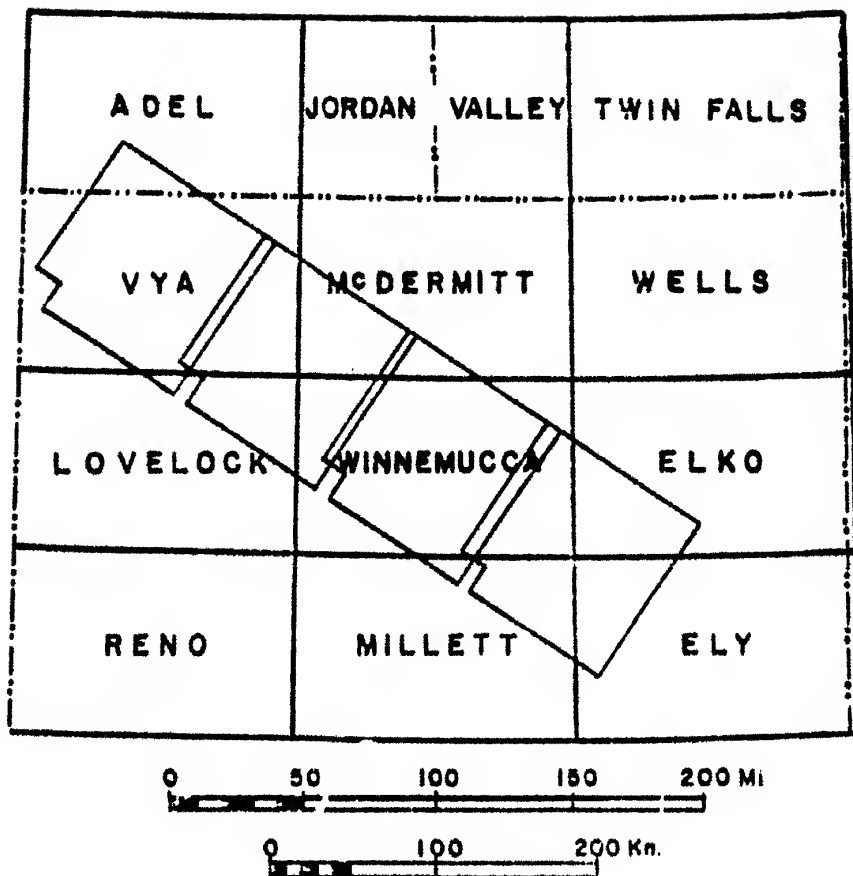 ADEL JORDAN VALLEY TWIN FALLS
VYA McDERMITT WELLS
LOVELOCK WINNEMUCCA ELKO
RENO MILLETT ELY
0 50 100 150 200 Mi
0 100 200 Kn.